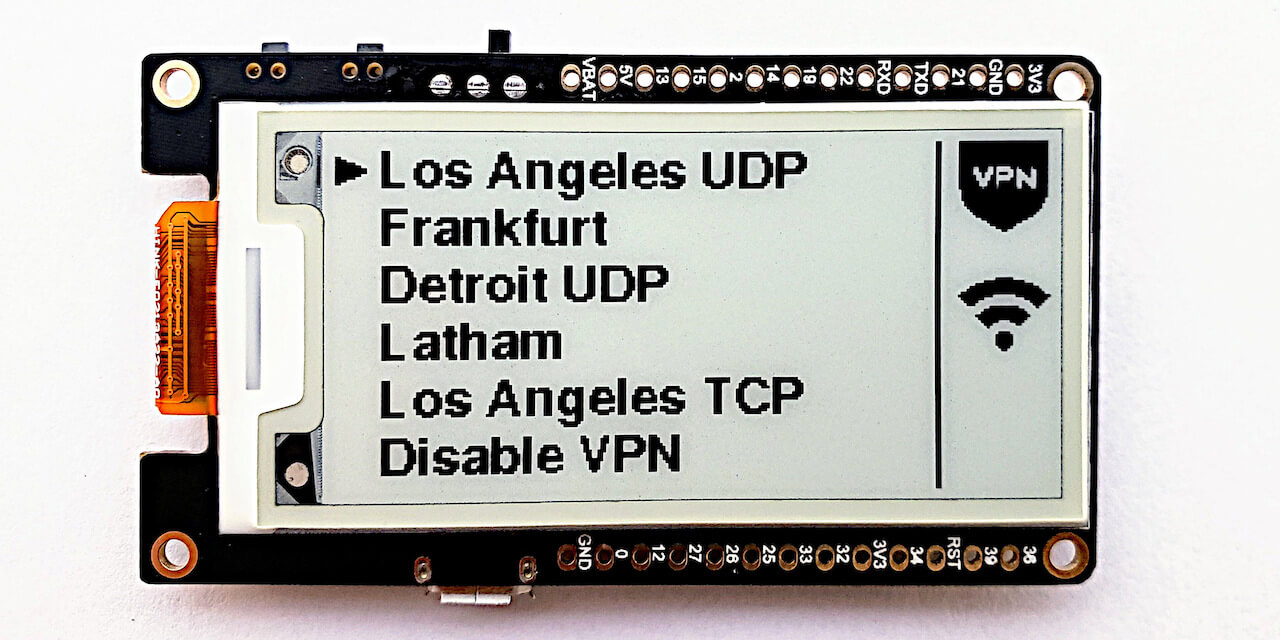 VBAT 5V 13 15 2 14 19 22 RXD TXD 21 GND 3V3
Los Angeles UDP
Frankfurt
Detroit UDP
Latham
Los Angeles TCP
Disable VPN
VPN
GND 0 12 27 26 25 33 32 3V3 34 RST 39 36